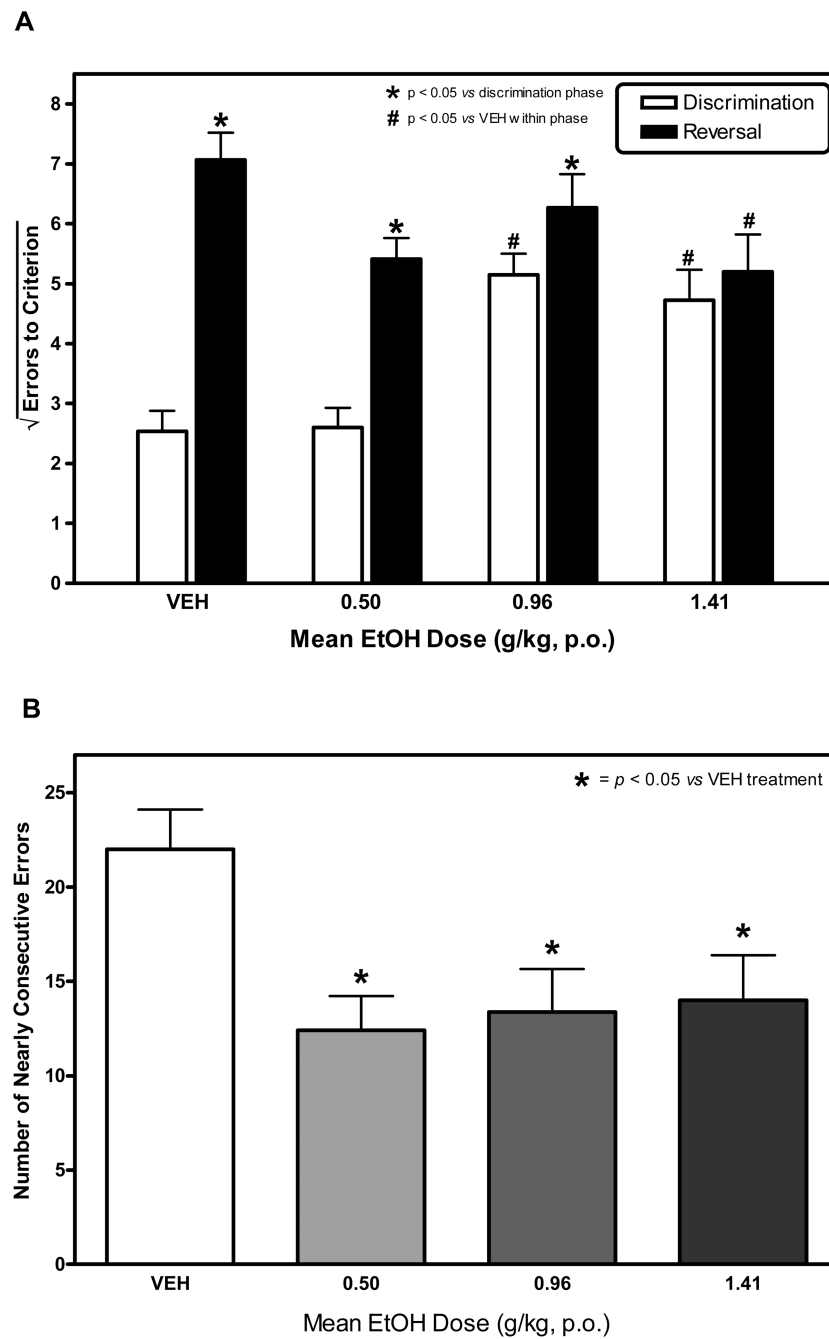 A
* p < 0.05 vs discrimination phase
# p < 0.05 vs VEH within phase
Discrimination
Reversal
√Errors to Criterion
8
7
6
5
4
3
2
1
0
*
*
#
*
#
#
VEH 0.50 0.96 1.41
Mean EtOH Dose (g/kg, p.o.)
B
* = p < 0.05 vs VEH treatment
Number of Nearly Consecutive Errors
25
20
15
10
5
0
*
*
*
VEH 0.50 0.96 1.41
Mean EtOH Dose (g/kg, p.o.)